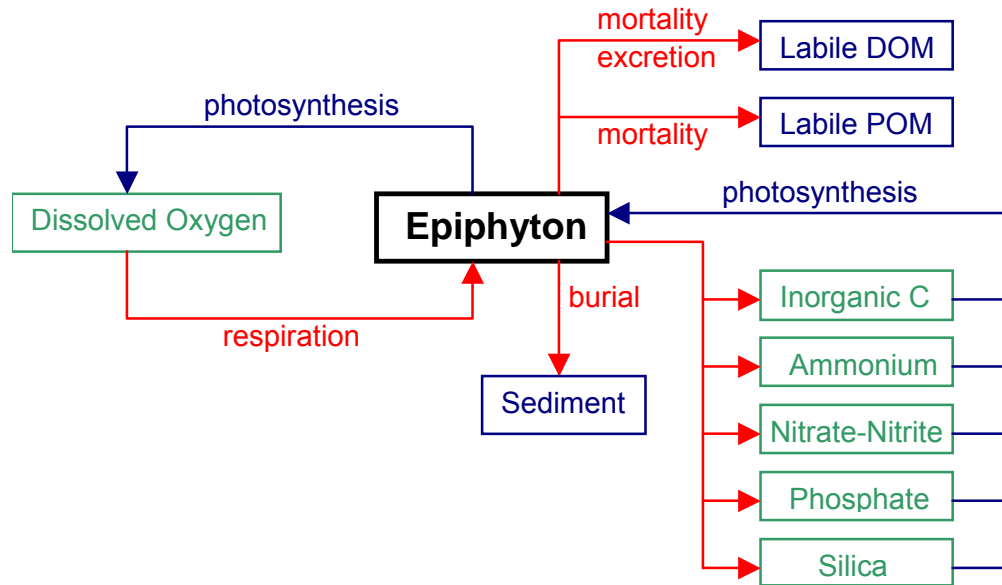 mortality
excretion
Labile DOM
photosynthesis
mortality
Labile POM
photosynthesis
Dissolved Oxygen
Epiphyton
burial
Inorganic C
respiration
Ammonium
Sediment
Nitrate-Nitrite
Phosphate
Silica